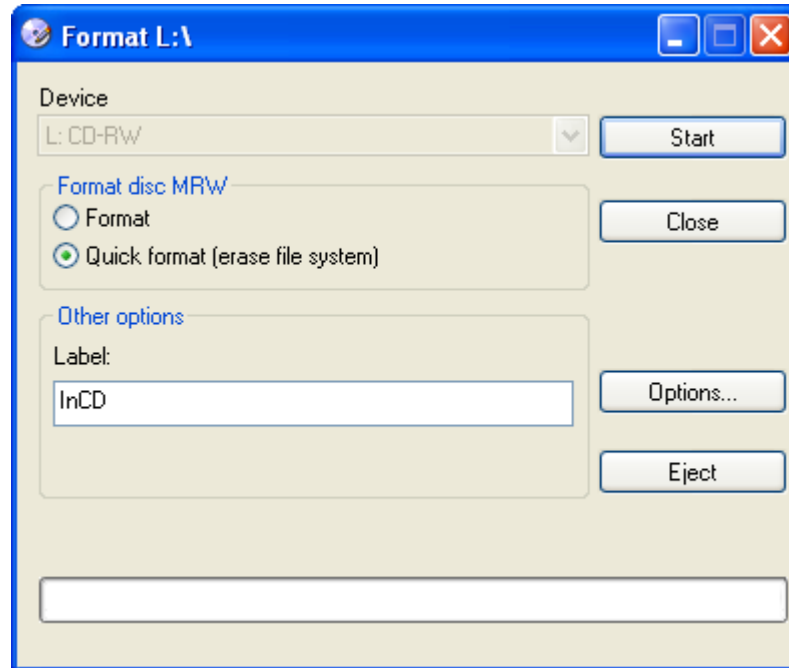 Format L:\
Device
L: CD-RW
Start
Format disc MRW
Format
Close
Quick format (erase file system)
Other options
Label:
InCD
Options...
Eject